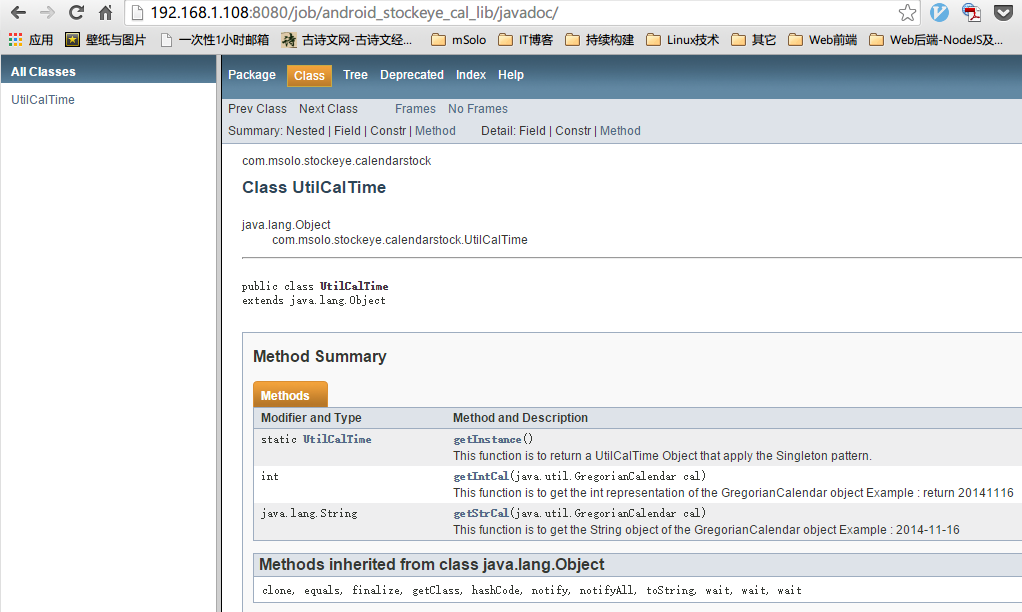 192.168.1.108:8080/job/android_stockeye_cal_lib/javadoc/
应用 壁纸与图片 一次性1小时邮箱 古诗文网-古诗文经... mSolo IT博客 持续构建 Linux技术 其它 Web前端 Web后端-NodeJS及...
All Classes
UtilCalTime
Package Class Tree Deprecated Index Help
Prev Class Next Class Frames No Frames
Summary: Nested | Field | Constr | Method Detail: Field | Constr | Method
com.msolo.stockeye.calendarstock
Class UtilCalTime
java.lang.Object
com.msolo.stockeye.calendarstock.UtilCalTime
public class UtilCalTime
extends java.lang.Object
Method Summary
Methods
Modifier and Type Method and Description
static UtilCalTime getInstance()
This function is to return a UtilCalTime Object that apply the Singleton pattern.
int getIntCal(java.util.GregorianCalendar cal)
This function is to get the int representation of the GregorianCalendar object Example : return 20141116
java.lang.String getStrCal(java.util.GregorianCalendar cal)
This function is to get the String object of the GregorianCalendar object Example : 2014-11-16
Methods inherited from class java.lang.Object
clone, equals, finalize, getClass, hashCode, notify, notifyAll, toString, wait, wait, wait